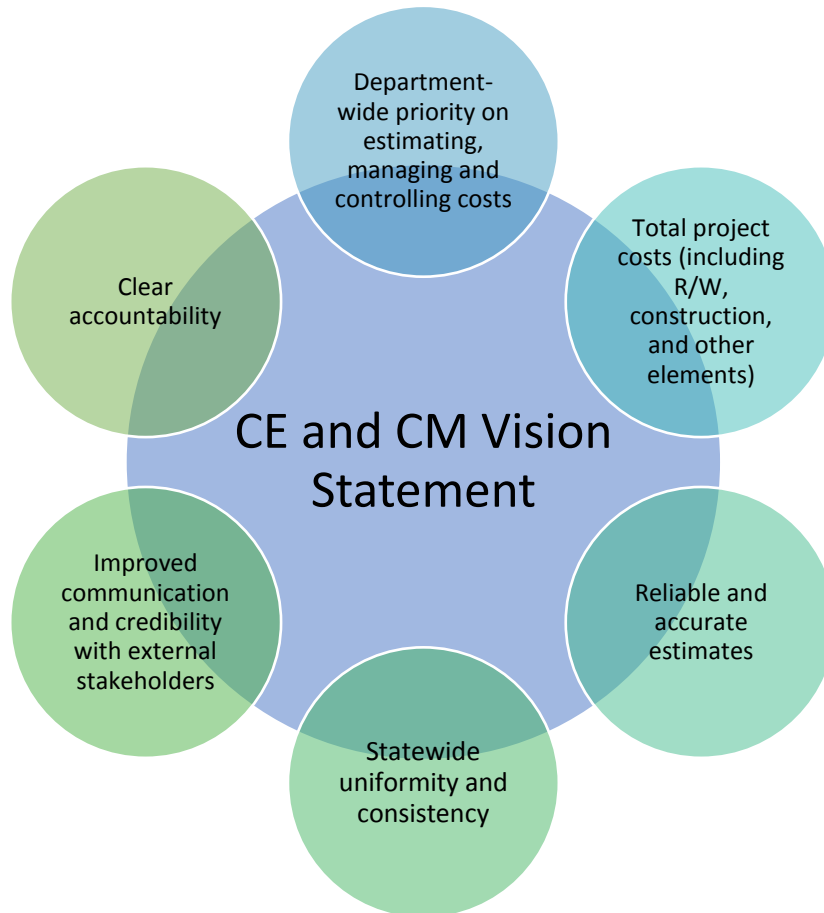 Department-
wide priority on
estimating,
managing and
controlling costs
Total project
costs (including
R/W,
construction,
and other
elements)
Clear
accountability
CE and CM Vision
Statement
Improved
communication
and credibility
with external
stakeholders
Reliable and
accurate
estimates
Statewide
uniformity and
consistency